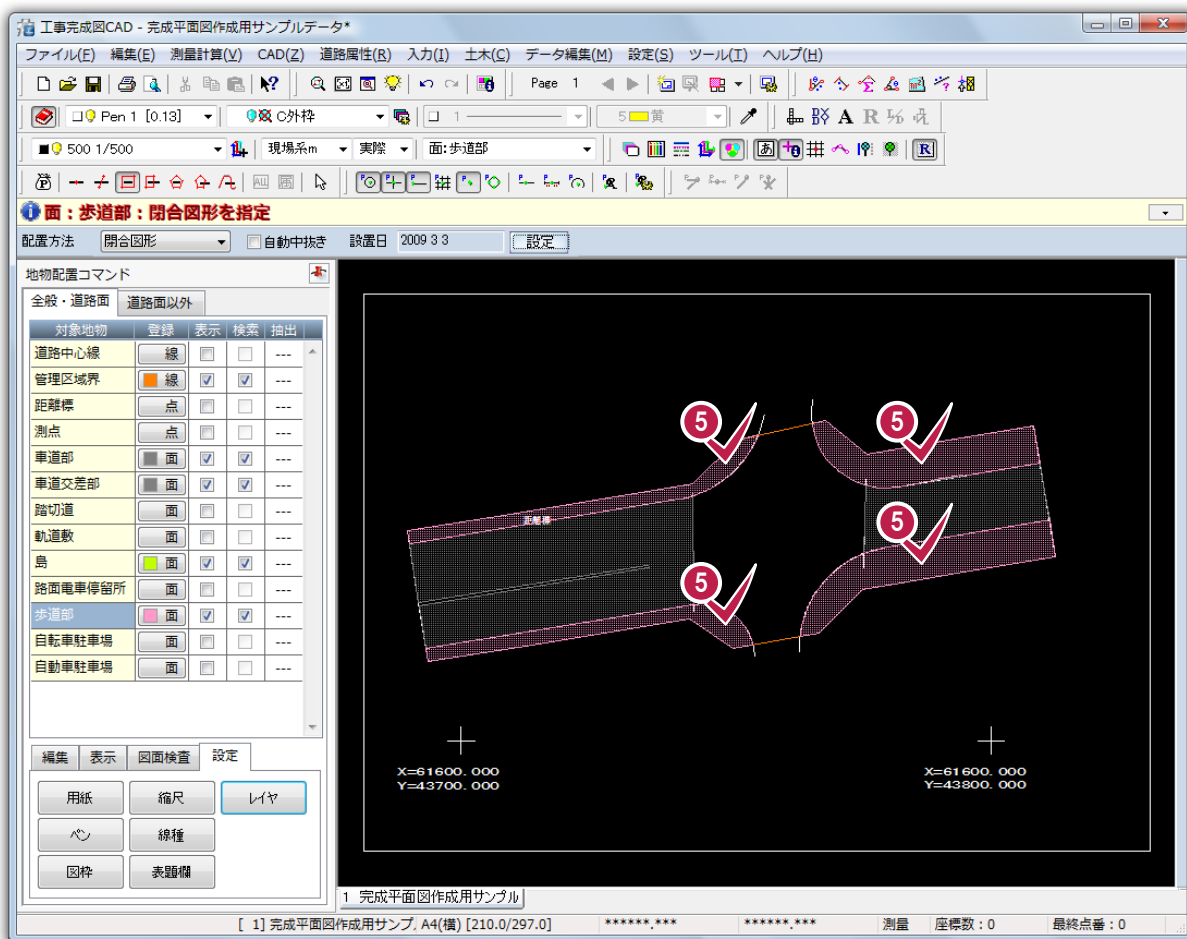 工事完成図CAD - 完成平面図作成用サンプルデータ*
ファイル(F) 編集(E) 測量計算(V) CAD(Z) 道路属性(R) 入力(I) 土木(C) データ編集(M) 設定(S) ツール(T) ヘルプ(H)
Page 1
Pen 1 [0.13] C外枠 1 5 黄
500 1/500 現場系m 実際 面:歩道部
面：歩道部：閉合図形を指定
配置方法 閉合図形 自動中抜き 設置日 2009 3 3 設定
地物配置コマンド
全般・道路面 道路面以外
対象地物 登録 表示 検索 抽出
道路中心線 線 ---
管理区域界 線 ---
距離標 点 ---
測点 点 ---
車道部 面 ---
車道交差部 面 ---
踏切道 面 ---
軌道敷 面 ---
島 面 ---
路面電車停留所 面 ---
歩道部 面 ---
自転車駐車場 面 ---
自動車駐車場 面 ---
編集 表示 図面検査 設定
用紙 縮尺 レイヤ
ペン 線種
図枠 表題欄
5
5
距離標
5
5
X=61600.000
Y=43700.000
X=61600.000
Y=43800.000
1 完成平面図作成用サンプル
[ 1] 完成平面図作成用サンプ. A4(横) [210.0/297.0] ******.*** ******.*** 測量 座標数：0 最終点番：0